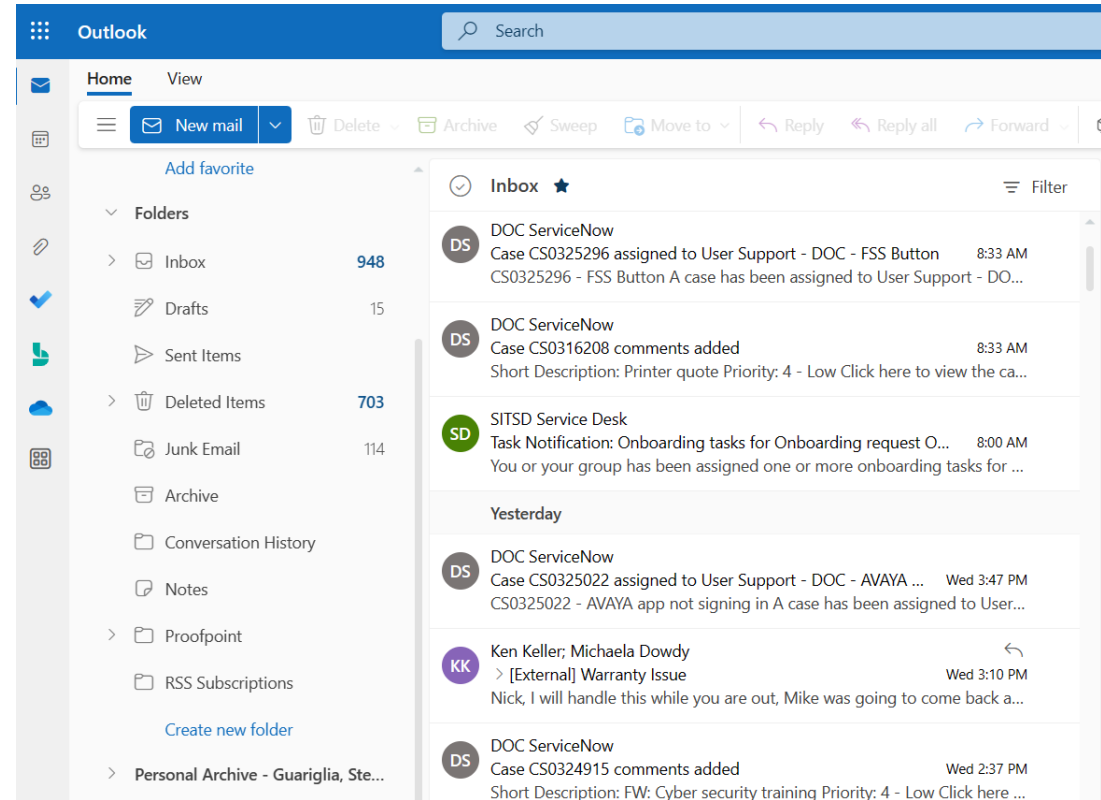 Outlook
Search
Home View
New mail Delete Archive Sweep Move to Reply Reply all Forward
Add favorite
Folders
Inbox 948
Drafts 15
Sent Items
Deleted Items 703
Junk Email 114
Archive
Conversation History
Notes
Proofpoint
RSS Subscriptions
Create new folder
Personal Archive - Guariglia, Ste...
Inbox
Filter
DS
DOC ServiceNow
Case CS0325296 assigned to User Support - DOC - FSS Button 8:33 AM
CS0325296 - FSS Button A case has been assigned to User Support - DO...
DS
DOC ServiceNow
Case CS0316208 comments added 8:33 AM
Short Description: Printer quote Priority: 4 - Low Click here to view the ca...
SD
SITSD Service Desk
Task Notification: Onboarding tasks for Onboarding request O... 8:00 AM
You or your group has been assigned one or more onboarding tasks for ...
Yesterday
DS
DOC ServiceNow
Case CS0325022 assigned to User Support - DOC - AVAYA ... Wed 3:47 PM
CS0325022 - AVAYA app not signing in A case has been assigned to User...
KK
Ken Keller; Michaela Dowdy
[External] Warranty Issue Wed 3:10 PM
Nick, I will handle this while you are out, Mike was going to come back a...
DS
DOC ServiceNow
Case CS0324915 comments added Wed 2:37 PM
Short Description: FW: Cyber security training Priority: 4 - Low Click here ...